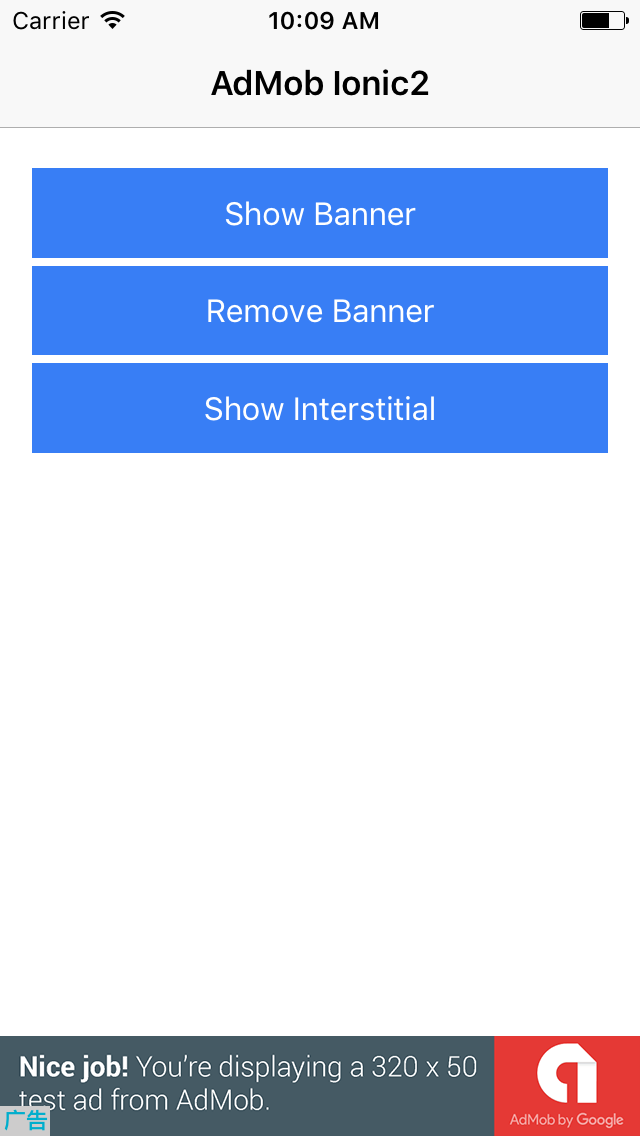 Carrier 10:09 AM
AdMob Ionic2
Show Banner
Remove Banner
Show Interstitial
Nice job! You're displaying a 320 x 50
test ad from AdMob.
广告
AdMob by Google